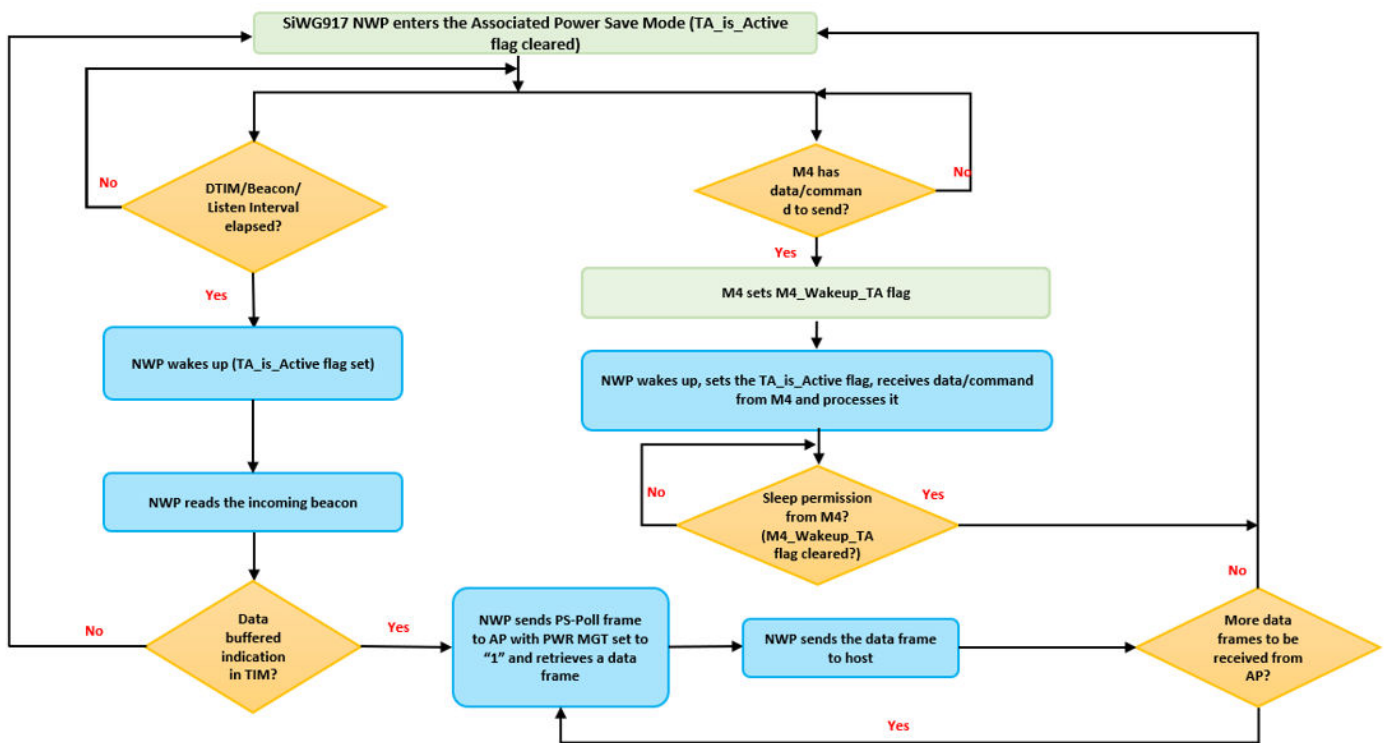 SiWG917 NWP enters the Associated Power Save Mode (TA_is_Active
flag cleared)
No
DTIM/Beacon/
Listen Interval
elapsed?
Yes
M4 has
data/comman
d to send?
No
Yes
M4 sets M4_Wakeup_TA flag
NWP wakes up (TA_is_Active flag set)
NWP wakes up, sets the TA_is_Active flag, receives data/command
from M4 and processes it
NWP reads the incoming beacon
No
Sleep permission
from M4?
(M4_Wakeup_TA
flag cleared?)
Yes
No
Data
buffered
indication
in TIM?
Yes
NWP sends PS-Poll frame
to AP with PWR MGT set to
“1” and retrieves a data
frame
NWP sends the data frame
to host
No
More data
frames to be
received from
AP?
Yes